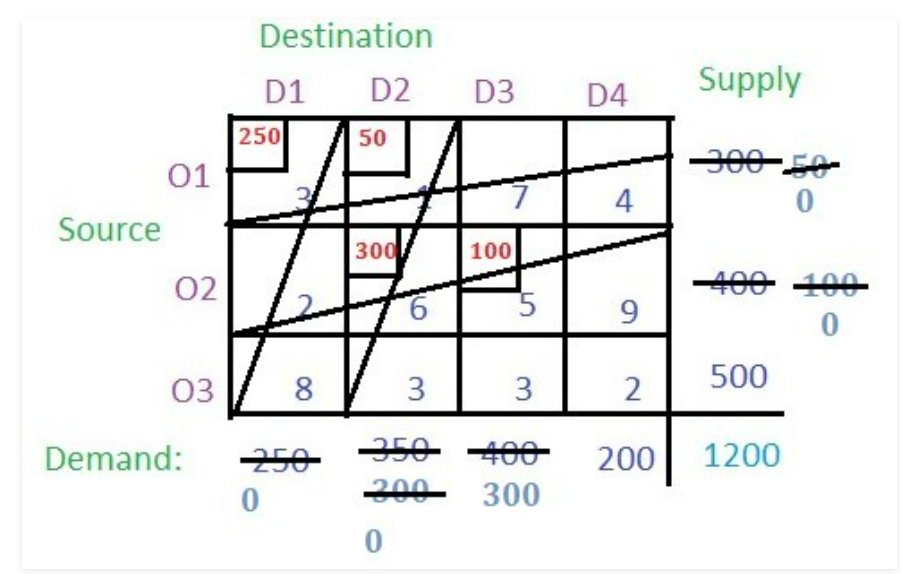 Destination
D1 D2 D3 D4 Supply
250 50
O1 3 1 7 4 300 50
0
Source
300 100
O2 2 6 5 9 400 100
0
O3 8 3 3 2 500
Demand: 250 350 400 200 1200
0 300 300
0